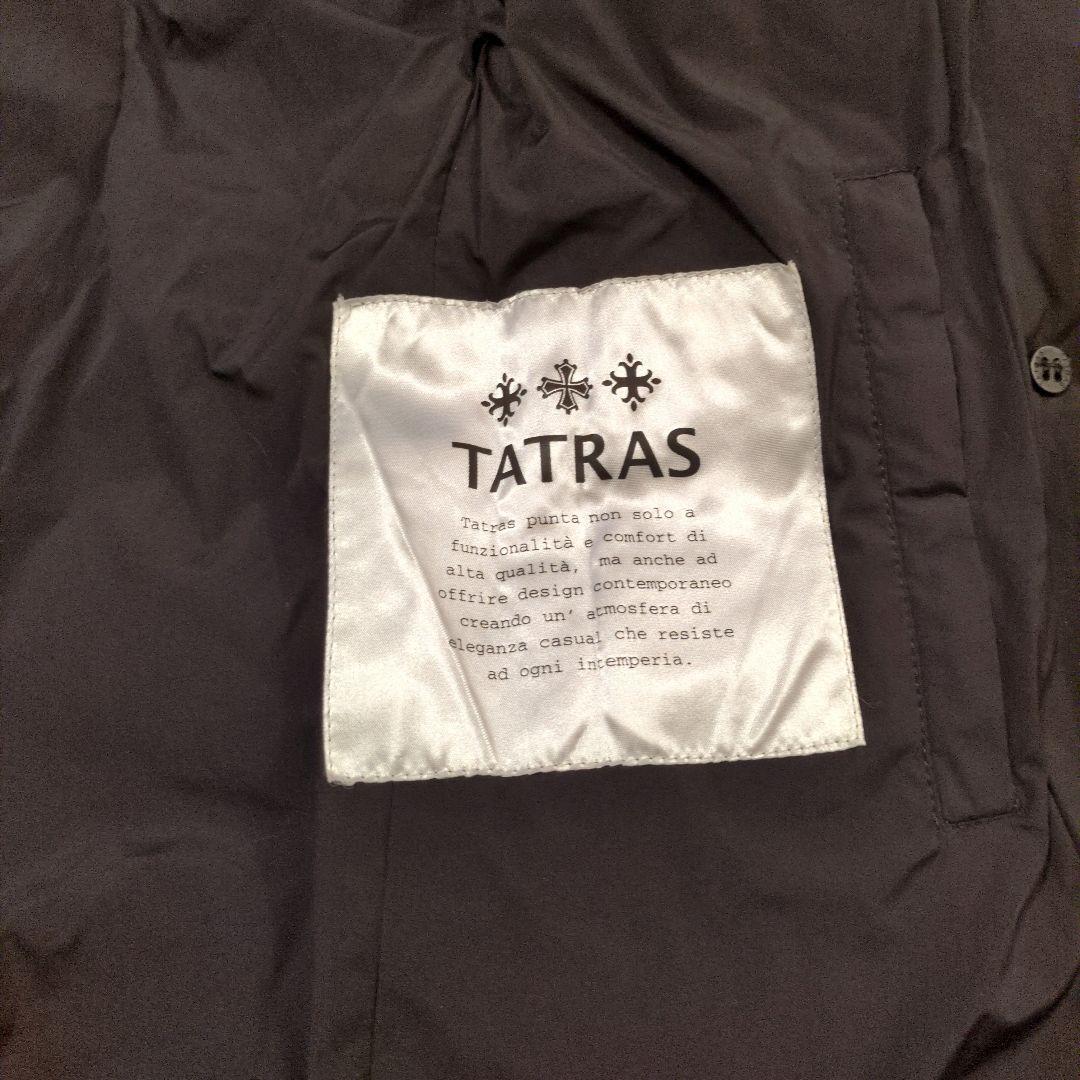 TATRAS
Tatras punta non solo a
funzionalità e comfort di
alta qualità, ma anche ad
offrire design contemporaneo
creando un' atmosfera di
eleganza casual che resiste
ad ogni intemperia.